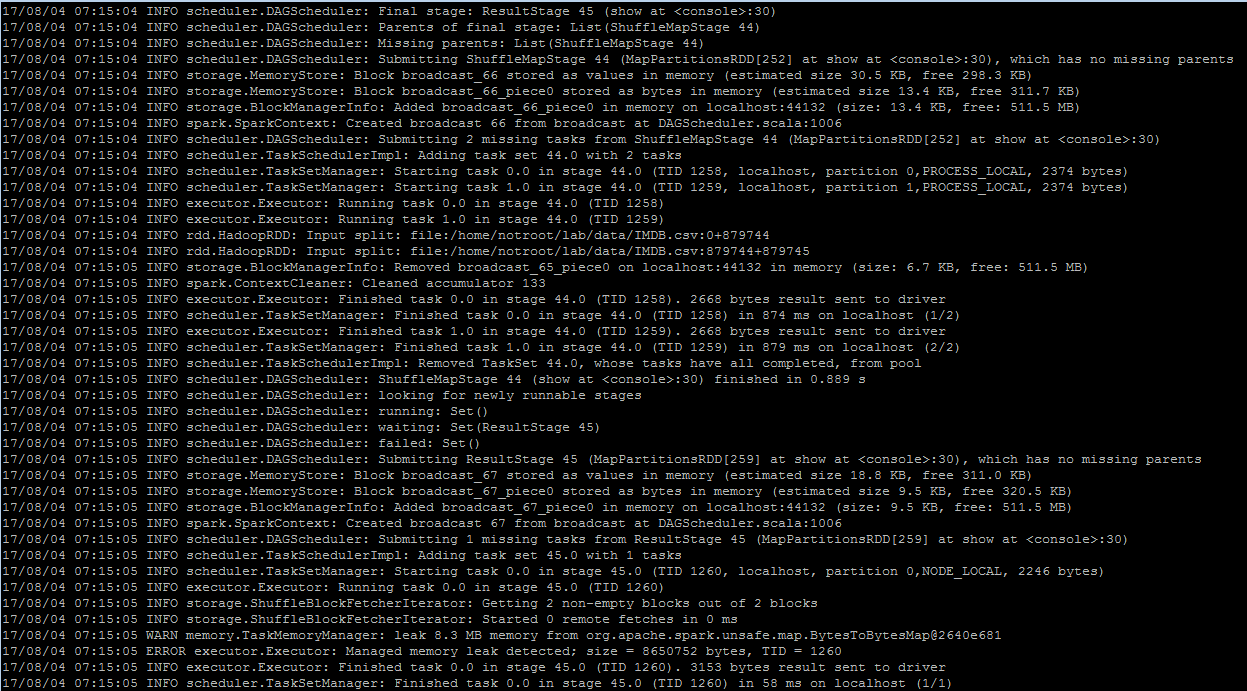 17/08/04 07:15:04 INFO scheduler.DAGScheduler: Final stage: ResultStage 45 (show at <console>:30)
17/08/04 07:15:04 INFO scheduler.DAGScheduler: Parents of final stage: List(ShuffleMapStage 44)
17/08/04 07:15:04 INFO scheduler.DAGScheduler: Missing parents: List(ShuffleMapStage 44)
17/08/04 07:15:04 INFO scheduler.DAGScheduler: Submitting ShuffleMapStage 44 (MapPartitionsRDD[252] at show at <console>:30), which has no missing parents
17/08/04 07:15:04 INFO storage.MemoryStore: Block broadcast_66 stored as values in memory (estimated size 30.5 KB, free 298.3 KB)
17/08/04 07:15:04 INFO storage.MemoryStore: Block broadcast_66_piece0 stored as bytes in memory (estimated size 13.4 KB, free 311.7 KB)
17/08/04 07:15:04 INFO storage.BlockManagerInfo: Added broadcast_66_piece0 in memory on localhost:44132 (size: 13.4 KB, free: 511.5 MB)
17/08/04 07:15:04 INFO spark.SparkContext: Created broadcast 66 from broadcast at DAGScheduler.scala:1006
17/08/04 07:15:04 INFO scheduler.DAGScheduler: Submitting 2 missing tasks from ShuffleMapStage 44 (MapPartitionsRDD[252] at show at <console>:30)
17/08/04 07:15:04 INFO scheduler.TaskSchedulerImpl: Adding task set 44.0 with 2 tasks
17/08/04 07:15:04 INFO scheduler.TaskSetManager: Starting task 0.0 in stage 44.0 (TID 1258, localhost, partition 0,PROCESS_LOCAL, 2374 bytes)
17/08/04 07:15:04 INFO scheduler.TaskSetManager: Starting task 1.0 in stage 44.0 (TID 1259, localhost, partition 1,PROCESS_LOCAL, 2374 bytes)
17/08/04 07:15:04 INFO executor.Executor: Running task 0.0 in stage 44.0 (TID 1258)
17/08/04 07:15:04 INFO executor.Executor: Running task 1.0 in stage 44.0 (TID 1259)
17/08/04 07:15:04 INFO rdd.HadoopRDD: Input split: file:/home/notroot/lab/data/IMDB.csv:0+879744
17/08/04 07:15:04 INFO rdd.HadoopRDD: Input split: file:/home/notroot/lab/data/IMDB.csv:879744+879745
17/08/04 07:15:05 INFO storage.BlockManagerInfo: Removed broadcast_65_piece0 on localhost:44132 in memory (size: 6.7 KB, free: 511.5 MB)
17/08/04 07:15:05 INFO spark.ContextCleaner: Cleaned accumulator 133
17/08/04 07:15:05 INFO executor.Executor: Finished task 0.0 in stage 44.0 (TID 1258). 2668 bytes result sent to driver
17/08/04 07:15:05 INFO scheduler.TaskSetManager: Finished task 0.0 in stage 44.0 (TID 1258) in 874 ms on localhost (1/2)
17/08/04 07:15:05 INFO executor.Executor: Finished task 1.0 in stage 44.0 (TID 1259). 2668 bytes result sent to driver
17/08/04 07:15:05 INFO scheduler.TaskSetManager: Finished task 1.0 in stage 44.0 (TID 1259) in 879 ms on localhost (2/2)
17/08/04 07:15:05 INFO scheduler.TaskSchedulerImpl: Removed TaskSet 44.0, whose tasks have all completed, from pool
17/08/04 07:15:05 INFO scheduler.DAGScheduler: ShuffleMapStage 44 (show at <console>:30) finished in 0.889 s
17/08/04 07:15:05 INFO scheduler.DAGScheduler: looking for newly runnable stages
17/08/04 07:15:05 INFO scheduler.DAGScheduler: running: Set()
17/08/04 07:15:05 INFO scheduler.DAGScheduler: waiting: Set(ResultStage 45)
17/08/04 07:15:05 INFO scheduler.DAGScheduler: failed: Set()
17/08/04 07:15:05 INFO scheduler.DAGScheduler: Submitting ResultStage 45 (MapPartitionsRDD[259] at show at <console>:30), which has no missing parents
17/08/04 07:15:05 INFO storage.MemoryStore: Block broadcast_67 stored as values in memory (estimated size 18.8 KB, free 311.0 KB)
17/08/04 07:15:05 INFO storage.MemoryStore: Block broadcast_67_piece0 stored as bytes in memory (estimated size 9.5 KB, free 320.5 KB)
17/08/04 07:15:05 INFO storage.BlockManagerInfo: Added broadcast_67_piece0 in memory on localhost:44132 (size: 9.5 KB, free: 511.5 MB)
17/08/04 07:15:05 INFO spark.SparkContext: Created broadcast 67 from broadcast at DAGScheduler.scala:1006
17/08/04 07:15:05 INFO scheduler.DAGScheduler: Submitting 1 missing tasks from ResultStage 45 (MapPartitionsRDD[259] at show at <console>:30)
17/08/04 07:15:05 INFO scheduler.TaskSchedulerImpl: Adding task set 45.0 with 1 tasks
17/08/04 07:15:05 INFO scheduler.TaskSetManager: Starting task 0.0 in stage 45.0 (TID 1260, localhost, partition 0,NODE_LOCAL, 2246 bytes)
17/08/04 07:15:05 INFO executor.Executor: Running task 0.0 in stage 45.0 (TID 1260)
17/08/04 07:15:05 INFO storage.ShuffleBlockFetcherIterator: Getting 2 non-empty blocks out of 2 blocks
17/08/04 07:15:05 INFO storage.ShuffleBlockFetcherIterator: Started 0 remote fetches in 0 ms
17/08/04 07:15:05 WARN memory.TaskMemoryManager: leak 8.3 MB memory from org.apache.spark.unsafe.map.BytesToBytesMap@2640e681
17/08/04 07:15:05 ERROR executor.Executor: Managed memory leak detected; size = 8650752 bytes, TID = 1260
17/08/04 07:15:05 INFO executor.Executor: Finished task 0.0 in stage 45.0 (TID 1260). 3153 bytes result sent to driver
17/08/04 07:15:05 INFO scheduler.TaskSetManager: Finished task 0.0 in stage 45.0 (TID 1260) in 58 ms on localhost (1/1)